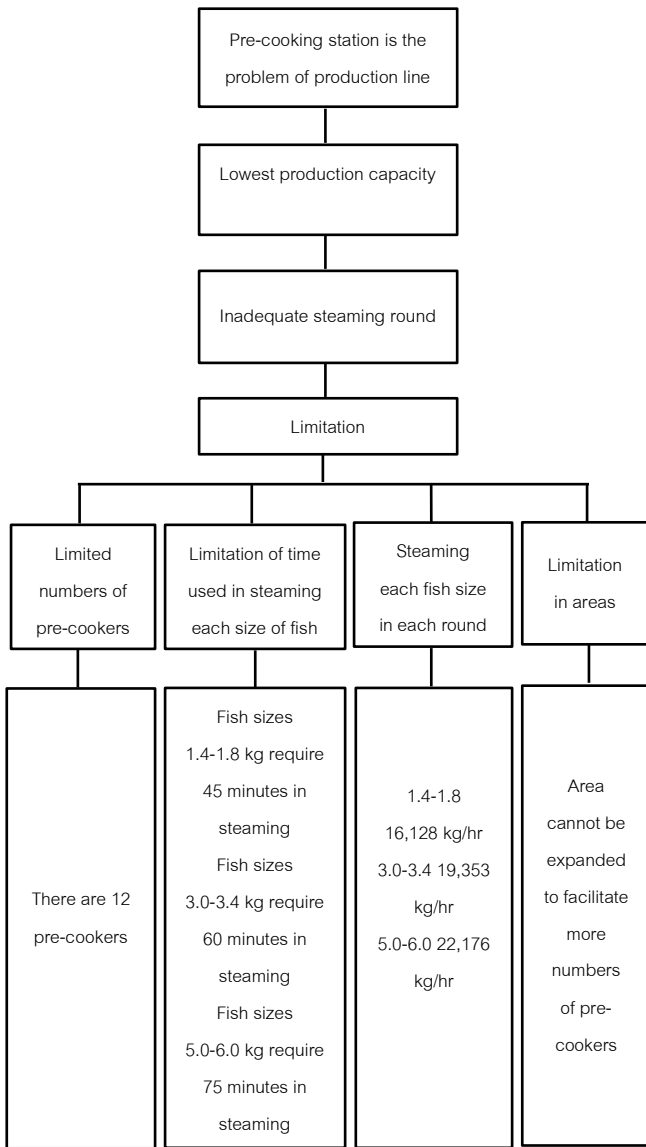 Pre-cooking station is the
problem of production line
Lowest production capacity
Inadequate steaming round
Limitation
Limited
numbers of
pre-cookers
Limitation of time
used in steaming
each size of fish
Steaming
each fish size
in each round
Limitation
in areas
There are 12
pre-cookers
Fish sizes
1.4-1.8 kg require
45 minutes in
steaming
Fish sizes
3.0-3.4 kg require
60 minutes in
steaming
Fish sizes
5.0-6.0 kg require
75 minutes in
steaming
1.4-1.8
16,128 kg/hr
3.0-3.4 19,353
kg/hr
5.0-6.0 22,176
kg/hr
Area
cannot be
expanded
to facilitate
more
numbers
of pre-
cookers